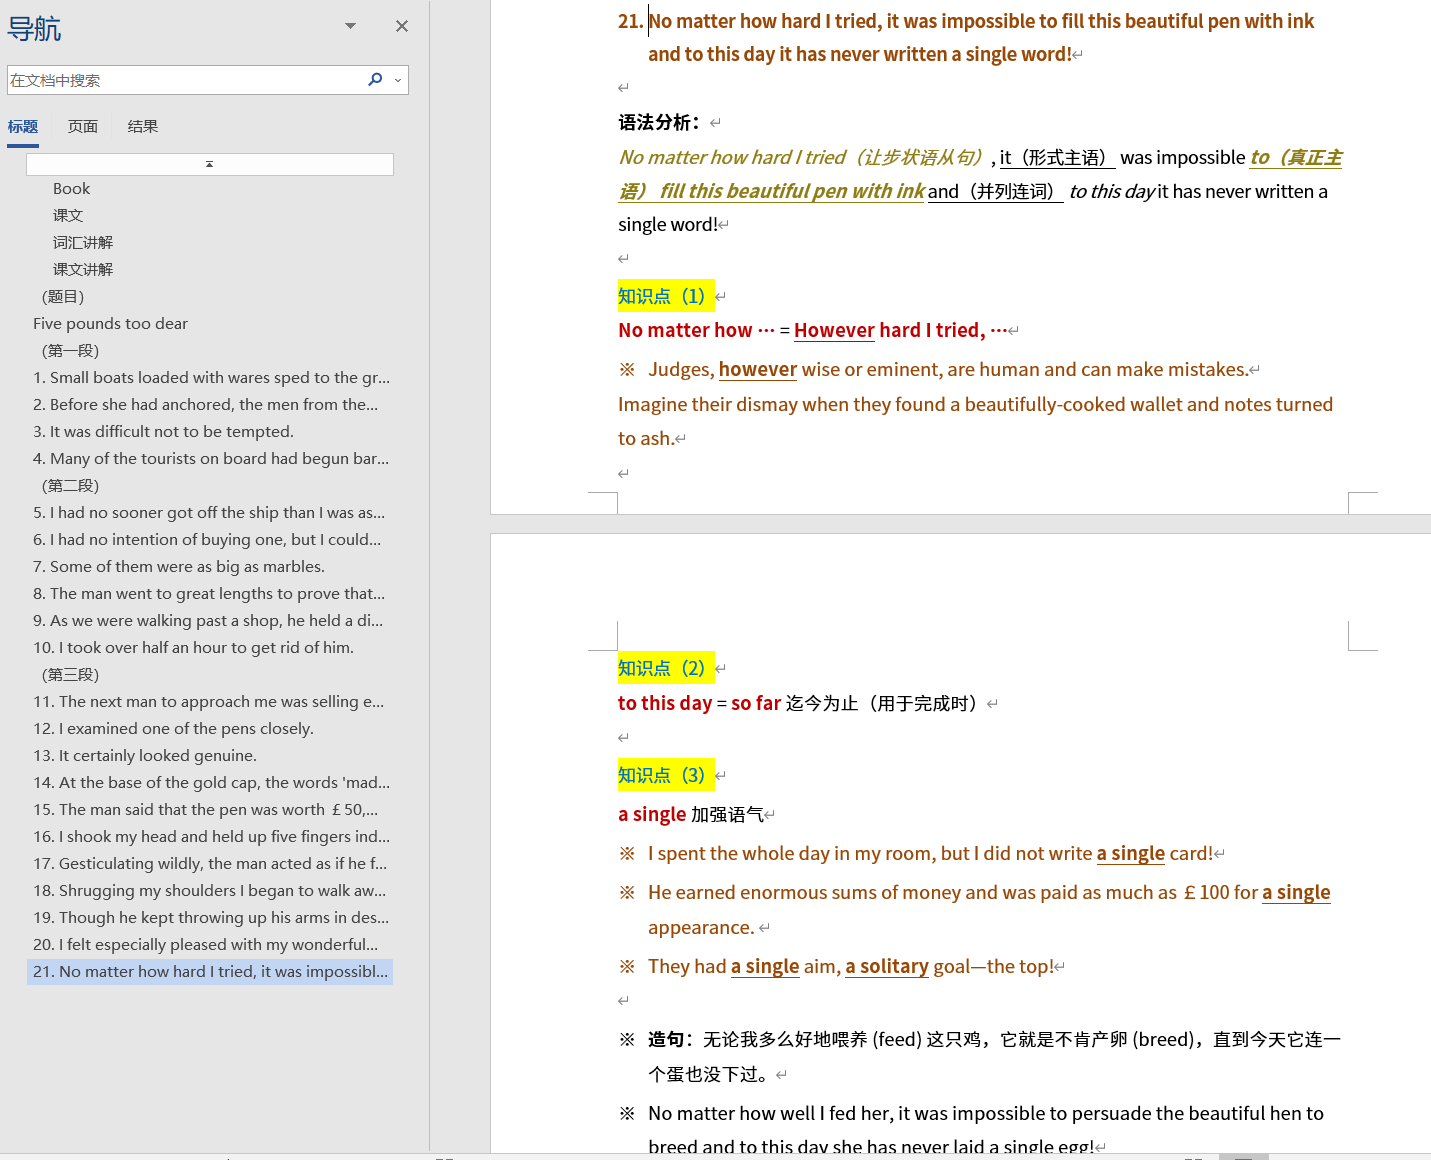 导航
在文档中搜索
标题 页面 结果
Book
课文
词汇讲解
课文讲解
(题目)
Five pounds too dear
(第一段)
1. Small boats loaded with wares sped to the gr...
2. Before she had anchored, the men from the...
3. It was difficult not to be tempted.
4. Many of the tourists on board had begun bar...
(第二段)
5. I had no sooner got off the ship than I was as...
6. I had no intention of buying one, but I could...
7. Some of them were as big as marbles.
8. The man went to great lengths to prove that...
9. As we were walking past a shop, he held a di...
10. I took over half an hour to get rid of him.
(第三段)
11. The next man to approach me was selling e...
12. I examined one of the pens closely.
13. It certainly looked genuine.
14. At the base of the gold cap, the words 'mad...
15. The man said that the pen was worth ￡50,...
16. I shook my head and held up five fingers ind...
17. Gesticulating wildly, the man acted as if he f...
18. Shrugging my shoulders I began to walk aw...
19. Though he kept throwing up his arms in des...
20. I felt especially pleased with my wonderful...
21. No matter how hard I tried, it was impossibl...
21. No matter how hard I tried, it was impossible to fill this beautiful pen with ink
and to this day it has never written a single word!
语法分析：
No matter how hard I tried（让步状语从句）, it（形式主语） was impossible to（真正主
语） fill this beautiful pen with ink and（并列连词） to this day it has never written a
single word!
知识点（1）
No matter how … = However hard I tried, …
※ Judges, however wise or eminent, are human and can make mistakes.
Imagine their dismay when they found a beautifully-cooked wallet and notes turned
to ash.
知识点（2）
to this day = so far 迄今为止（用于完成时）
知识点（3）
a single 加强语气
※ I spent the whole day in my room, but I did not write a single card!
※ He earned enormous sums of money and was paid as much as ￡100 for a single
appearance.
※ They had a single aim, a solitary goal—the top!
※ 造句：无论我多么好地喂养 (feed) 这只鸡，它就是不肯产卵 (breed)，直到今天它连一
个蛋也没下过。
※ No matter how well I fed her, it was impossible to persuade the beautiful hen to
breed and to this day she has never laid a single egg!